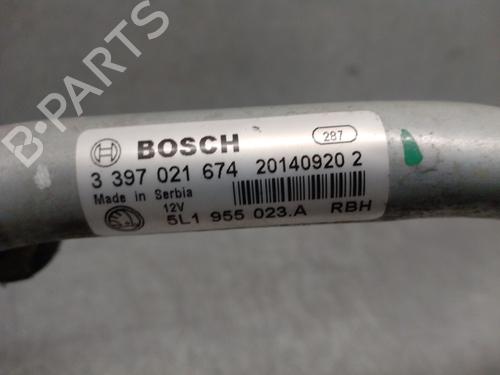 B-PARTS
BOSCH
287
3 397 021 674 20140920 2
Made in Serbia
12V
5L1 955 023.A RBH